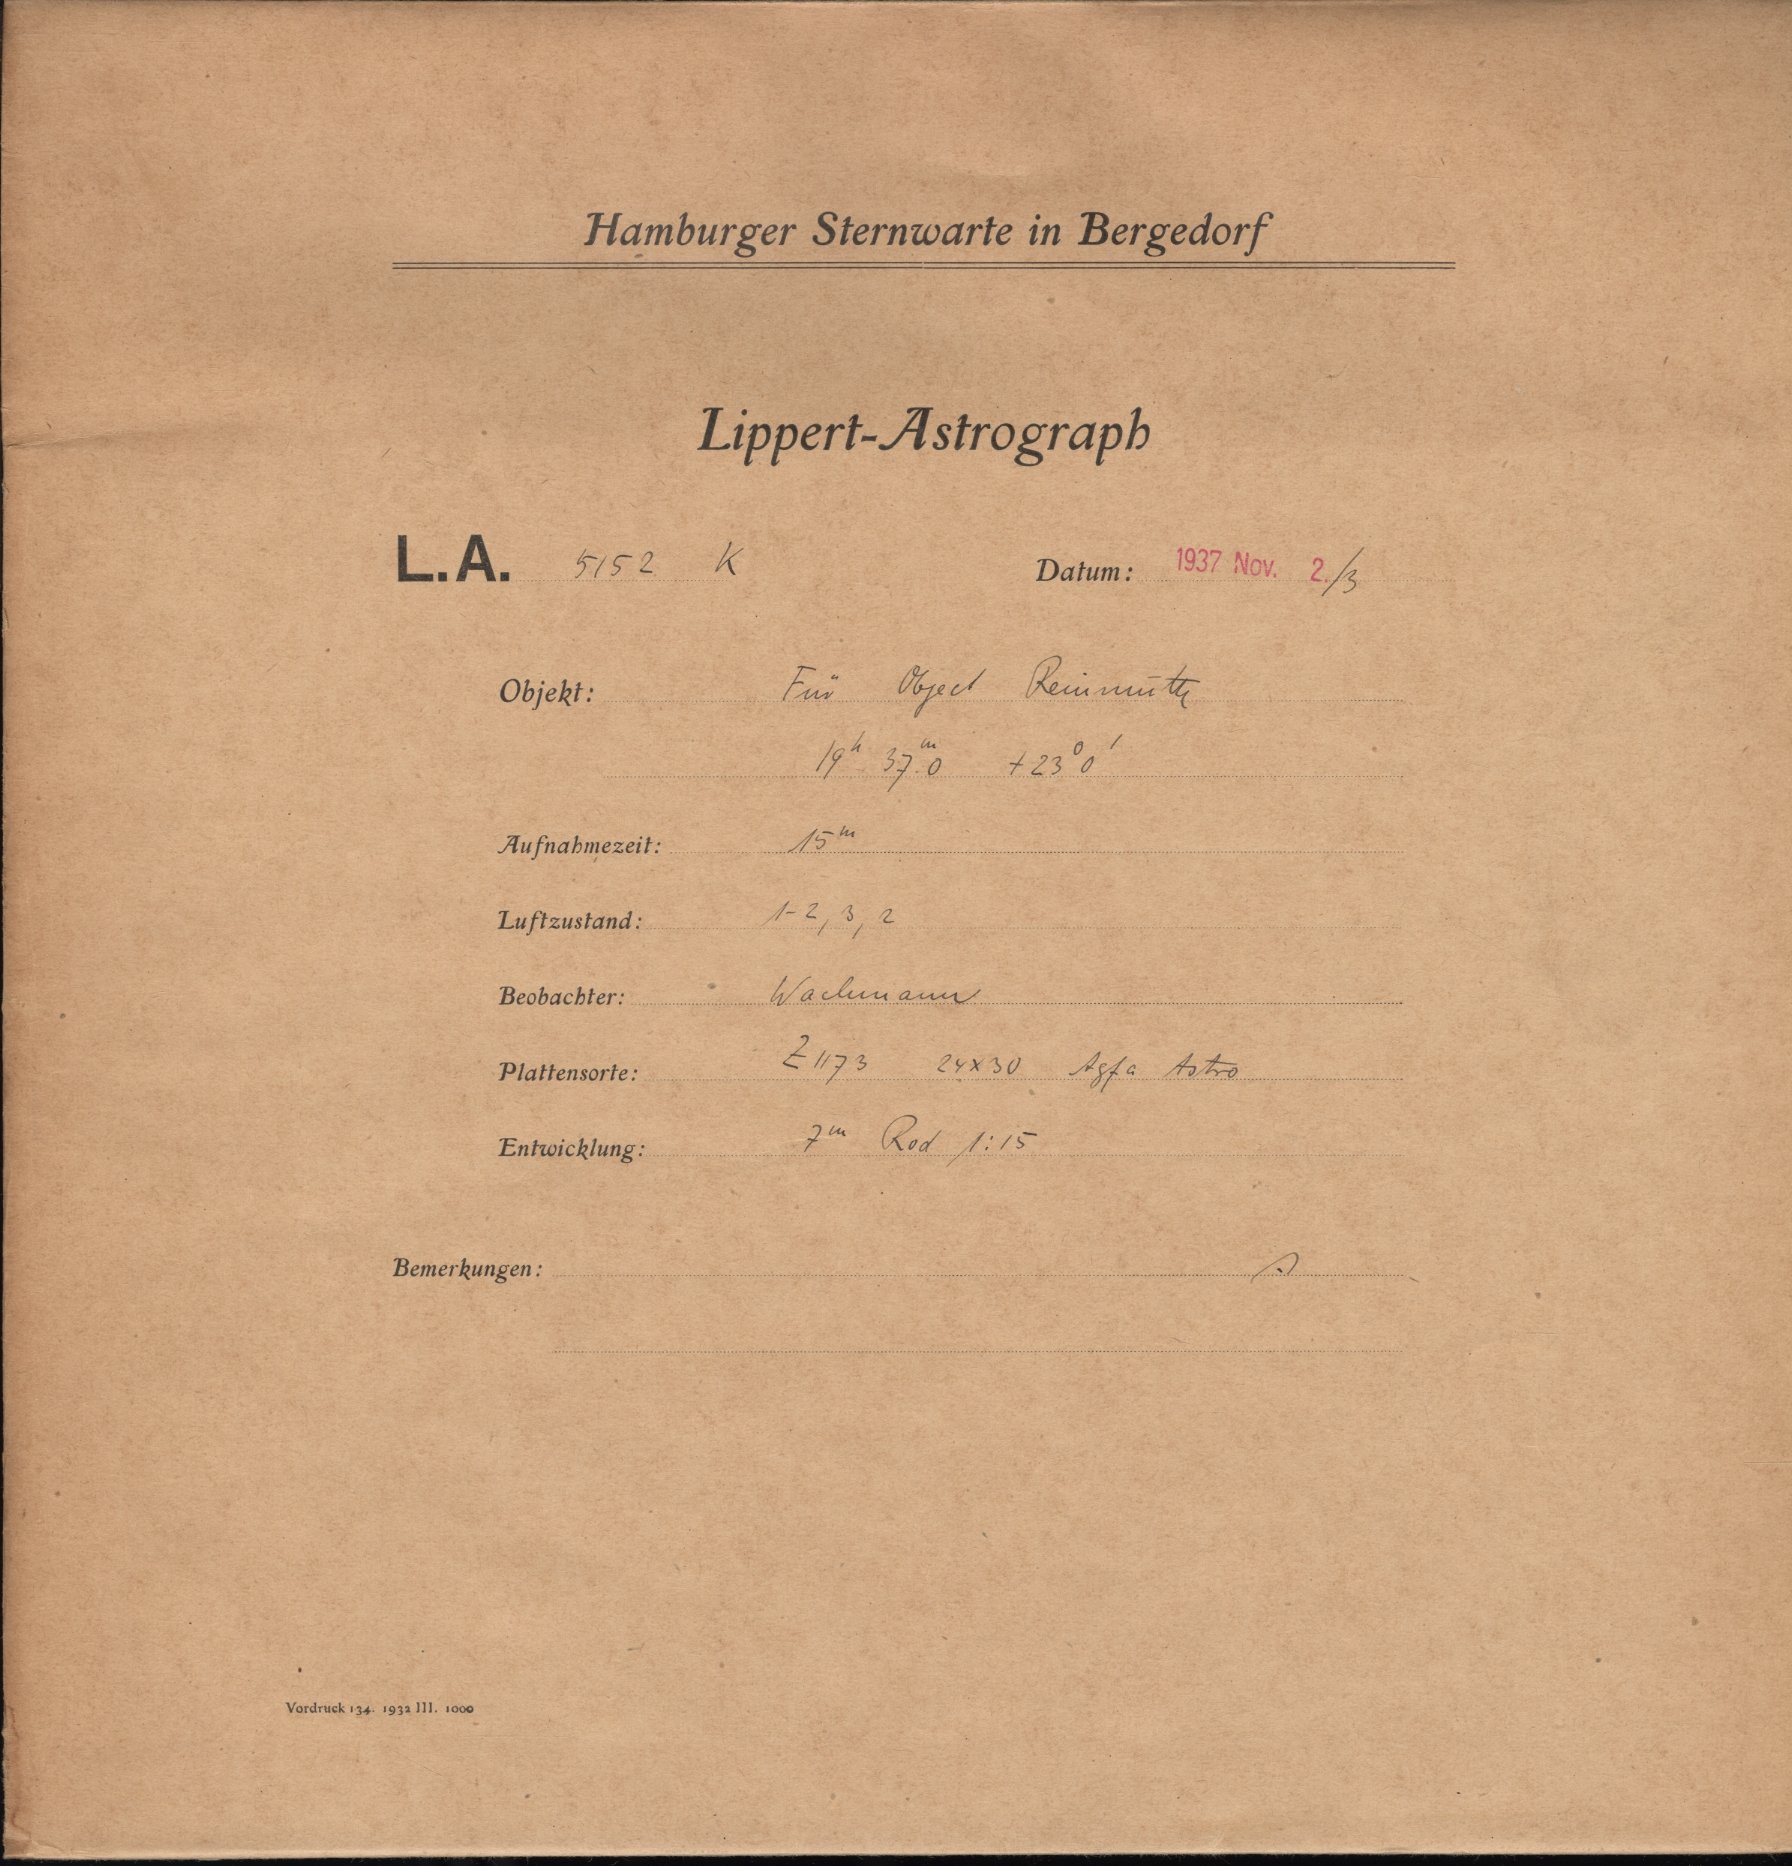 Hamburger Sternwarte in Bergedorf
Lippert-Astrograph
L.A. 5152 K Datum: 1937 Nov. 2./3
Objekt: Für Object Reinmuth
19h 37m.0 +23° 0'
Aufnahmezeit: 15m
Luftzustand: 1-2, 3, 2
Beobachter: Wachmann
Plattensorte: Z 1173 24x30 Agfa Astro
Entwicklung: 7m Rod 1:15
Bemerkungen:
Vordruck 134. 1932 III. 1000